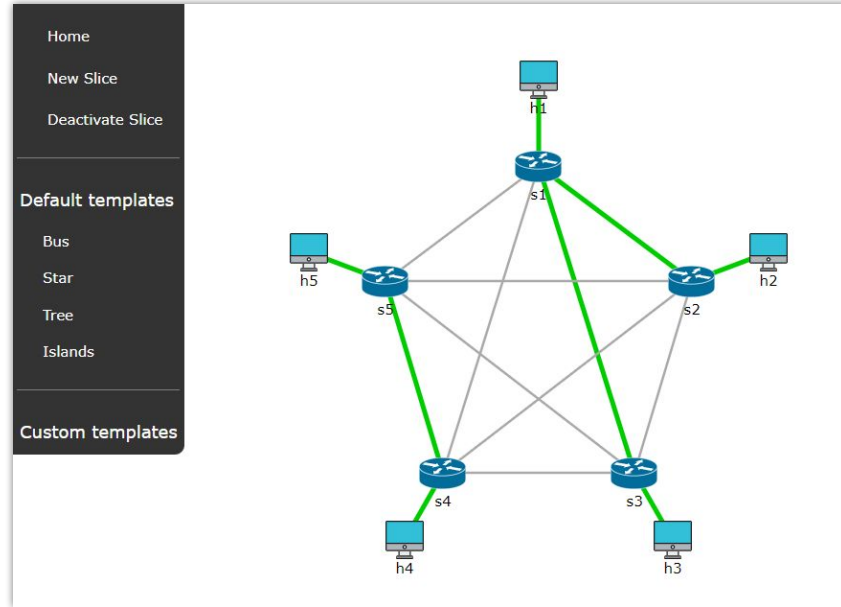 Home
New Slice
Deactivate Slice
Default templates
Bus
Star
Tree
Islands
Custom templates
h1
s1
h5
h2
s5
s2
s4
s3
h4
h3